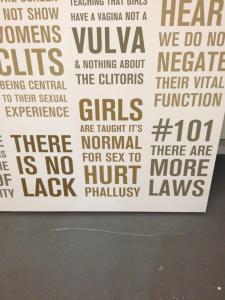 THE SCREEN
NOT SHOW
WOMENS
CLITS
BEING CENTRAL
TO THEIR SEXUAL
EXPERIENCE
THERE
IS NO
LACK
TEACHING THAT GIRLS
HAVE A VAGINA NOT A
VULVA
& NOTHING ABOUT
THE CLITORIS
GIRLS
ARE TAUGHT IT'S
NORMAL
FOR SEX TO
HURT
PHALLUSY
HEAR
WE DO NO
NEGATE
THEIR VITAL
FUNCTION
#101
THERE ARE
MORE
LAWS